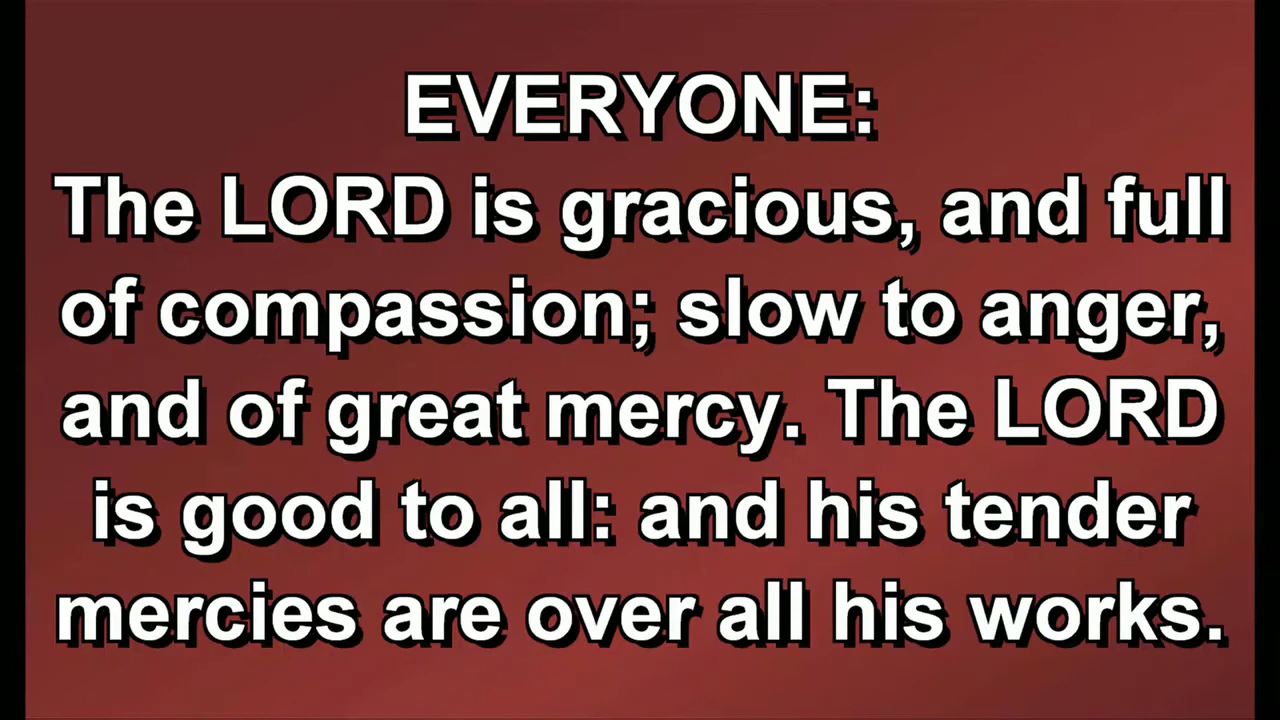 EVERYONE:
The LORD is gracious, and full
of compassion; slow to anger,
and of great mercy. The LORD
is good to all: and his tender
mercies are over all his works.